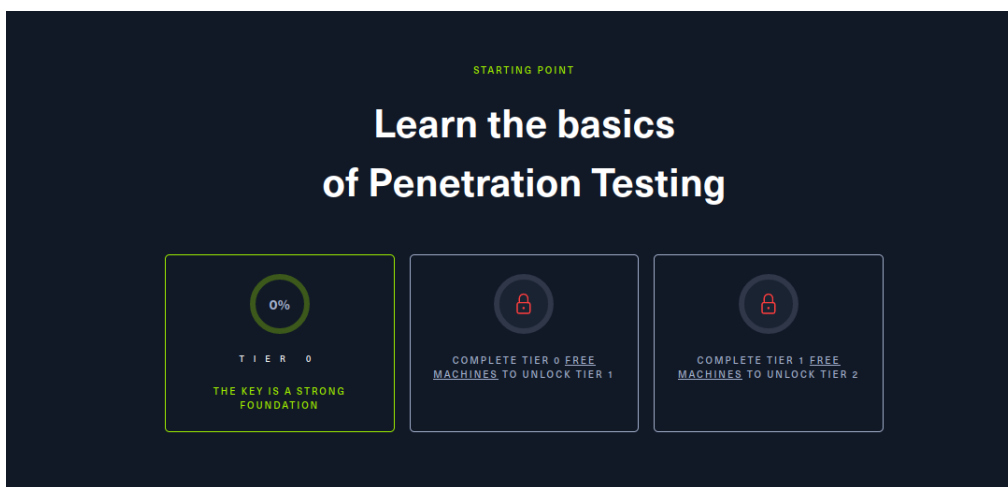 STARTING POINT
Learn the basics
of Penetration Testing
0%
TIER 0
THE KEY IS A STRONG
FOUNDATION
COMPLETE TIER 0 FREE
MACHINES TO UNLOCK TIER 1
COMPLETE TIER 1 FREE
MACHINES TO UNLOCK TIER 2